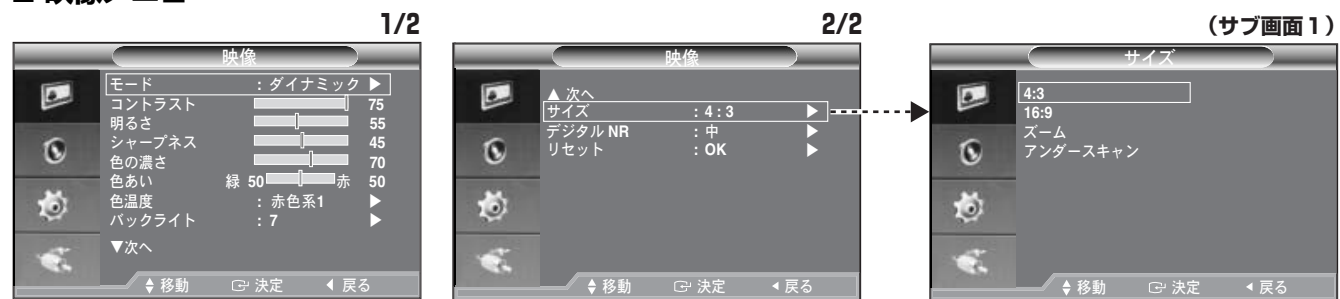 1/2
映像
モード : ダイナミック ▶
コントラスト 75
明るさ 55
シャープネス 45
色の濃さ 70
色あい 緑 50 赤 50
色温度 : 赤色系1 ▶
バックライト : 7 ▶
▼次へ
移動 決定 戻る
2/2
映像
▲ 次へ
サイズ : 4 : 3 ▶
デジタル NR : 中 ▶
リセット : OK ▶
移動 決定 戻る
（サブ画面１）
サイズ
4:3
16:9
ズーム
アンダースキャン
移動 決定 戻る